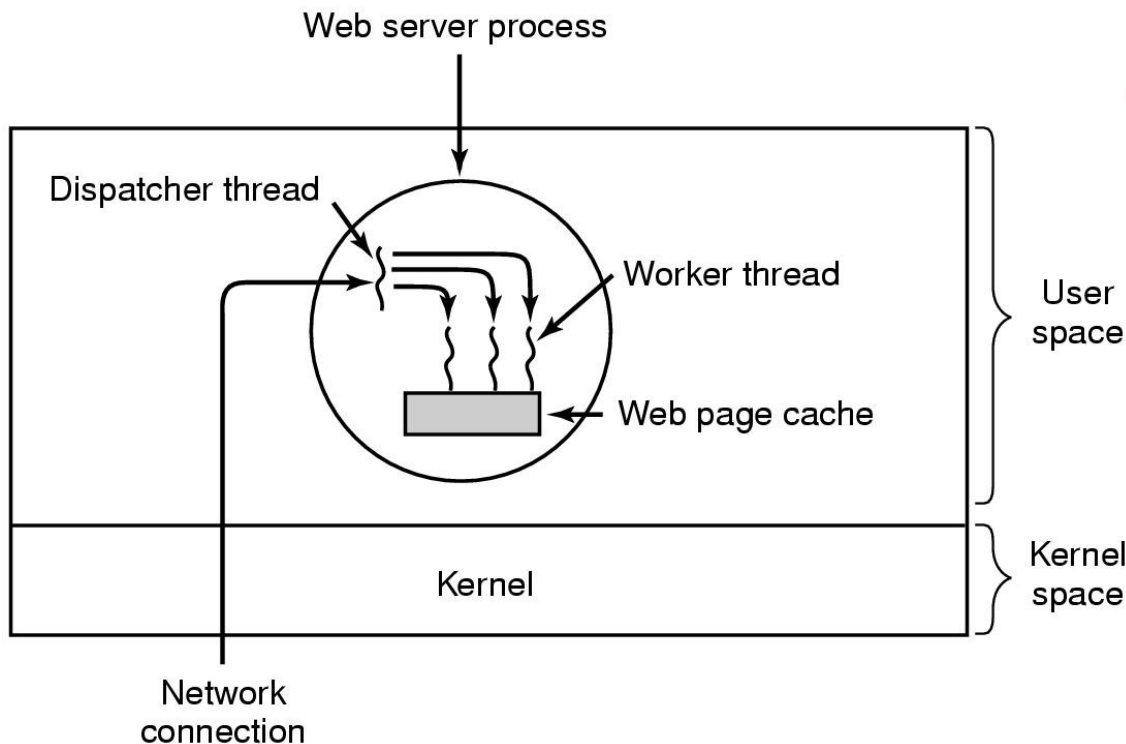 Web server process
Dispatcher thread
Worker thread
User
space
Web page cache
Kernel
Kernel
space
Network
connection